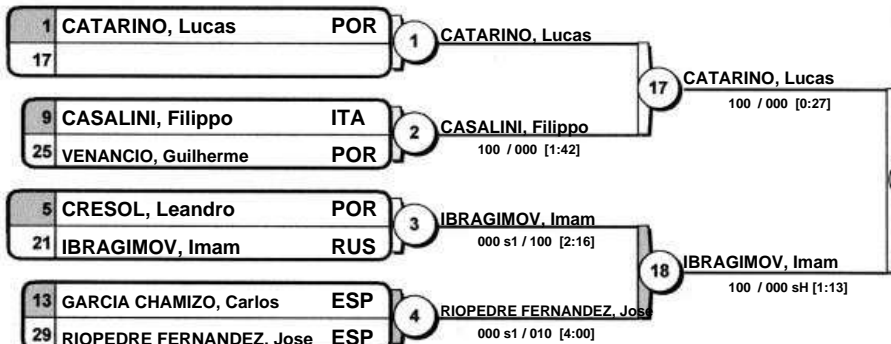 1 CATARINO, Lucas POR
17
1 CATARINO, Lucas
9 CASALINI, Filippo ITA
25 VENANCIO, Guilherme POR
2 CASALINI, Filippo
100 / 000 [1:42]
17 CATARINO, Lucas
100 / 000 [0:27]
5 CRESOL, Leandro POR
21 IBRAGIMOV, Imam RUS
3 IBRAGIMOV, Imam
000 s1 / 100 [2:16]
13 GARCIA CHAMIZO, Carlos ESP
29 RIOPEDRE FERNANDEZ, Jose ESP
4 RIOPEDRE FERNANDEZ, Jose
000 s1 / 010 [4:00]
18 IBRAGIMOV, Imam
100 / 000 sH [1:13]